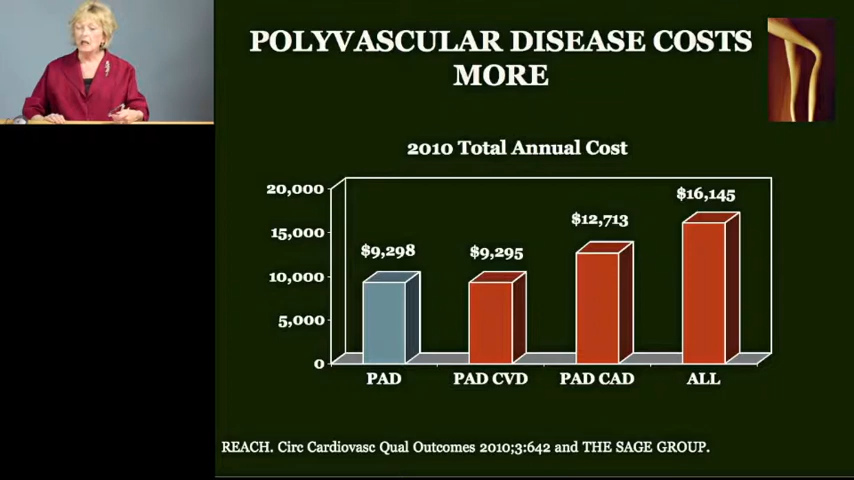 POLYVASCULAR DISEASE COSTS
MORE
2010 Total Annual Cost
20,000
15,000
10,000
5,000
0
$9,298
$9,295
$12,713
$16,145
PAD
PAD CVD
PAD CAD
ALL
REACH. Circ Cardiovasc Qual Outcomes 2010;3:642 and THE SAGE GROUP.